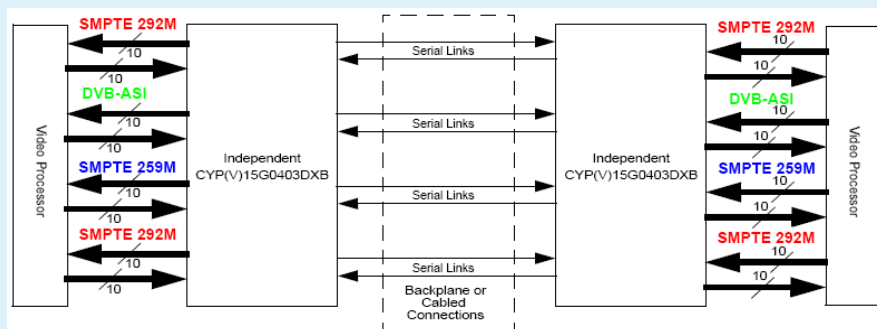 SMPTE 292M
10
10
DVB-ASI
10
10
SMPTE 259M
10
10
SMPTE 292M
10
10
Video Processor
Independent
CYP(V)15G0403DXB
Serial Links
Serial Links
Serial Links
Serial Links
Backplane or
Cabled
Connections
Independent
CYP(V)15G0403DXB
SMPTE 292M
10
10
DVB-ASI
10
10
SMPTE 259M
10
10
SMPTE 292M
10
10
Video Processor